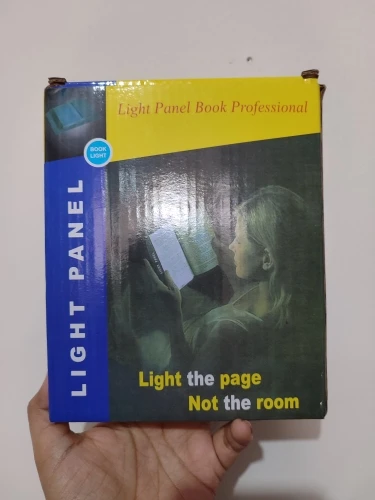 Light Panel Book Professional
BOOK
LIGHT
LIGHT PANEL
Light the page
Not the room